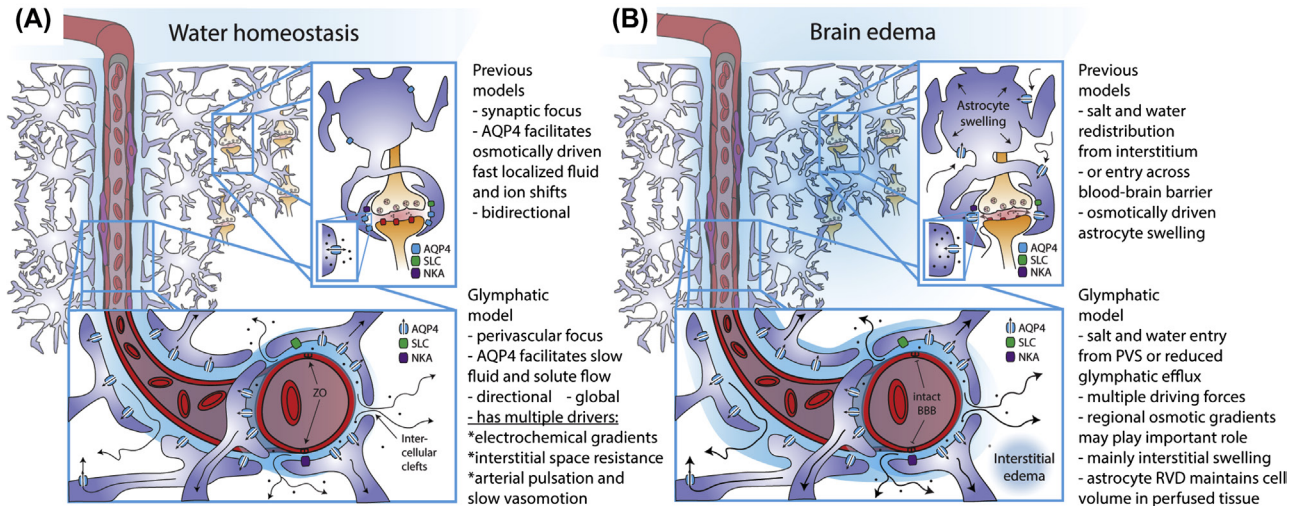 (A)
Water homeostasis
Previous
models
- synaptic focus
- AQP4 facilitates
osmotically driven
fast localized fluid
and ion shifts
- bidirectional
AQP4
SLC
NKA
Glymphatic
model
- perivascular focus
- AQP4 facilitates slow
fluid and solute flow
- directional - global
- has multiple drivers:
*electrochemical gradients
*interstitial space resistance
*arterial pulsation and
slow vasomotion
AQP4
SLC
NKA
ZO
Inter-
cellular
clefts
(B)
Brain edema
Astrocyte
swelling
AQP4
SLC
NKA
Previous
models
- salt and water
redistribution
from interstitium
- or entry across
blood-brain barrier
- osmotically driven
astrocyte swelling
Glymphatic
model
- salt and water entry
from PVS or reduced
glymphatic efflux
- multiple driving forces
- regional osmotic gradients
may play important role
- mainly interstitial swelling
- astrocyte RVD maintains cell
volume in perfused tissue
AQP4
SLC
NKA
intact
BBB
Interstitial
edema